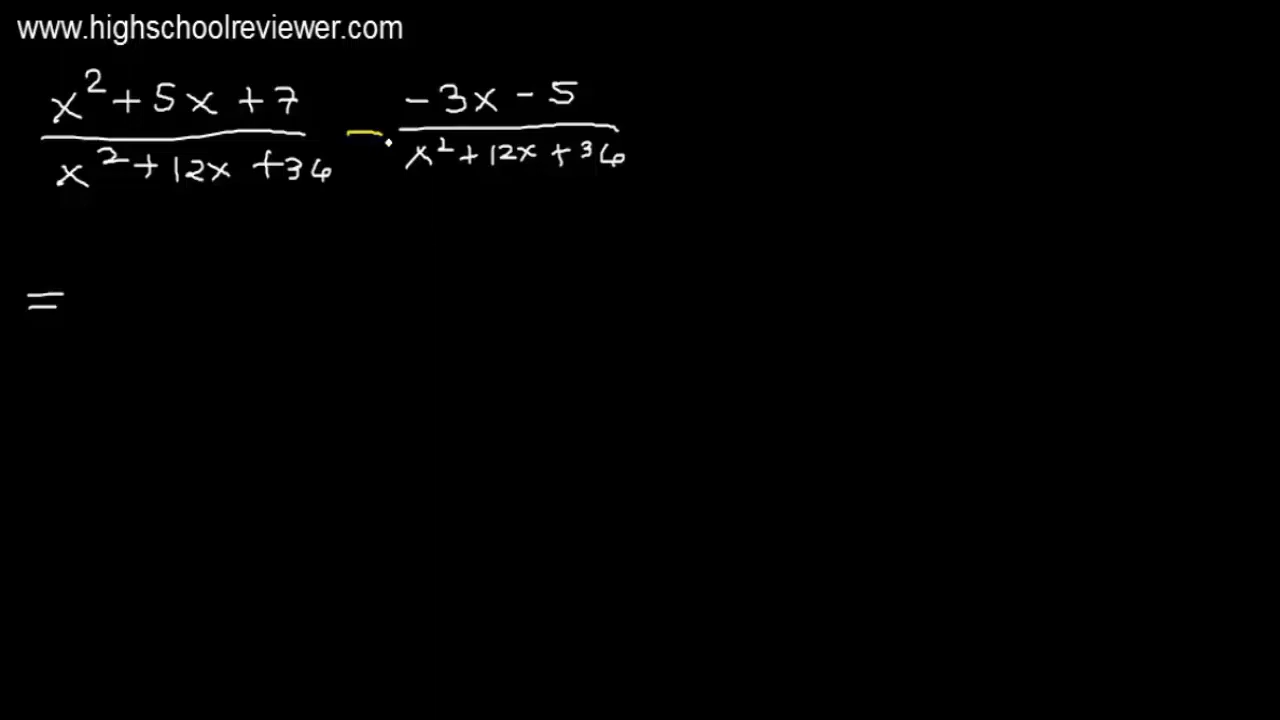 www.highschoolreviewer.com
x² + 5x + 7 − 3x − 5
x² + 12x + 36 − x² + 12x + 36
=